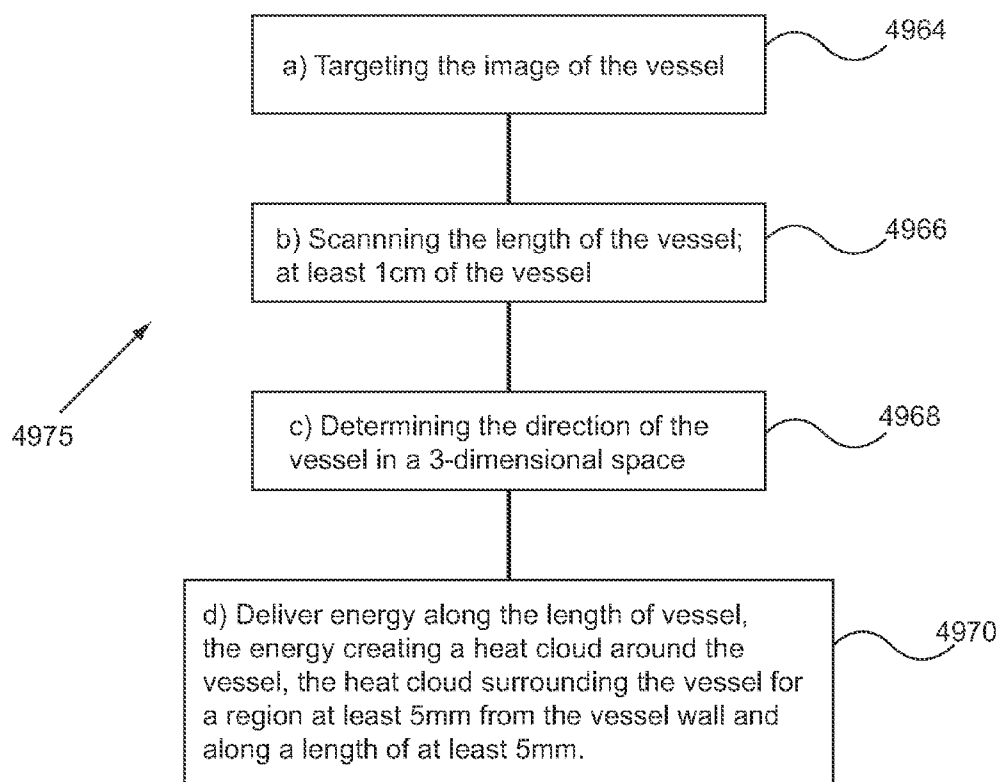 a) Targeting the image of the vessel
4964
b) Scannning the length of the vessel;
at least 1cm of the vessel
4966
c) Determining the direction of the
vessel in a 3-dimensional space
4968
4975
d) Deliver energy along the length of vessel,
the energy creating a heat cloud around the
vessel, the heat cloud surrounding the vessel for
a region at least 5mm from the vessel wall and
along a length of at least 5mm.
4970